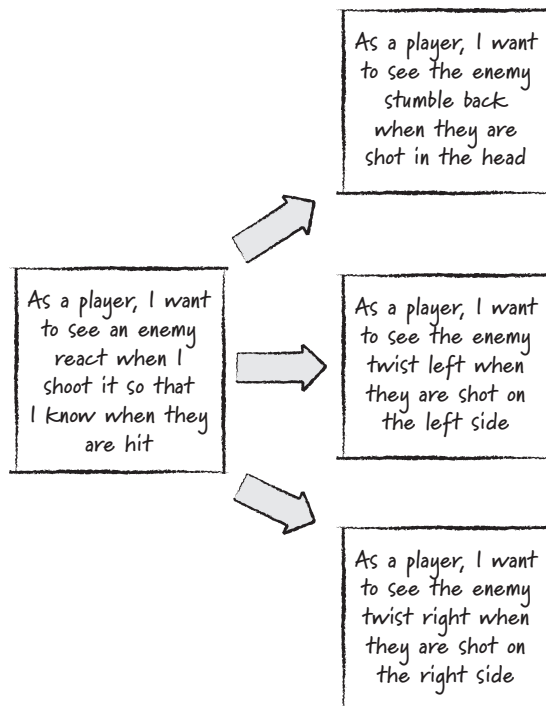 As a player, I want
to see the enemy
stumble back
when they are
shot in the head
As a player, I want
to see an enemy
react when I
shoot it so that
I know when they
are hit
As a player, I want
to see the enemy
twist left when
they are shot on
the left side
As a player, I want
to see the enemy
twist right when
they are shot on
the right side